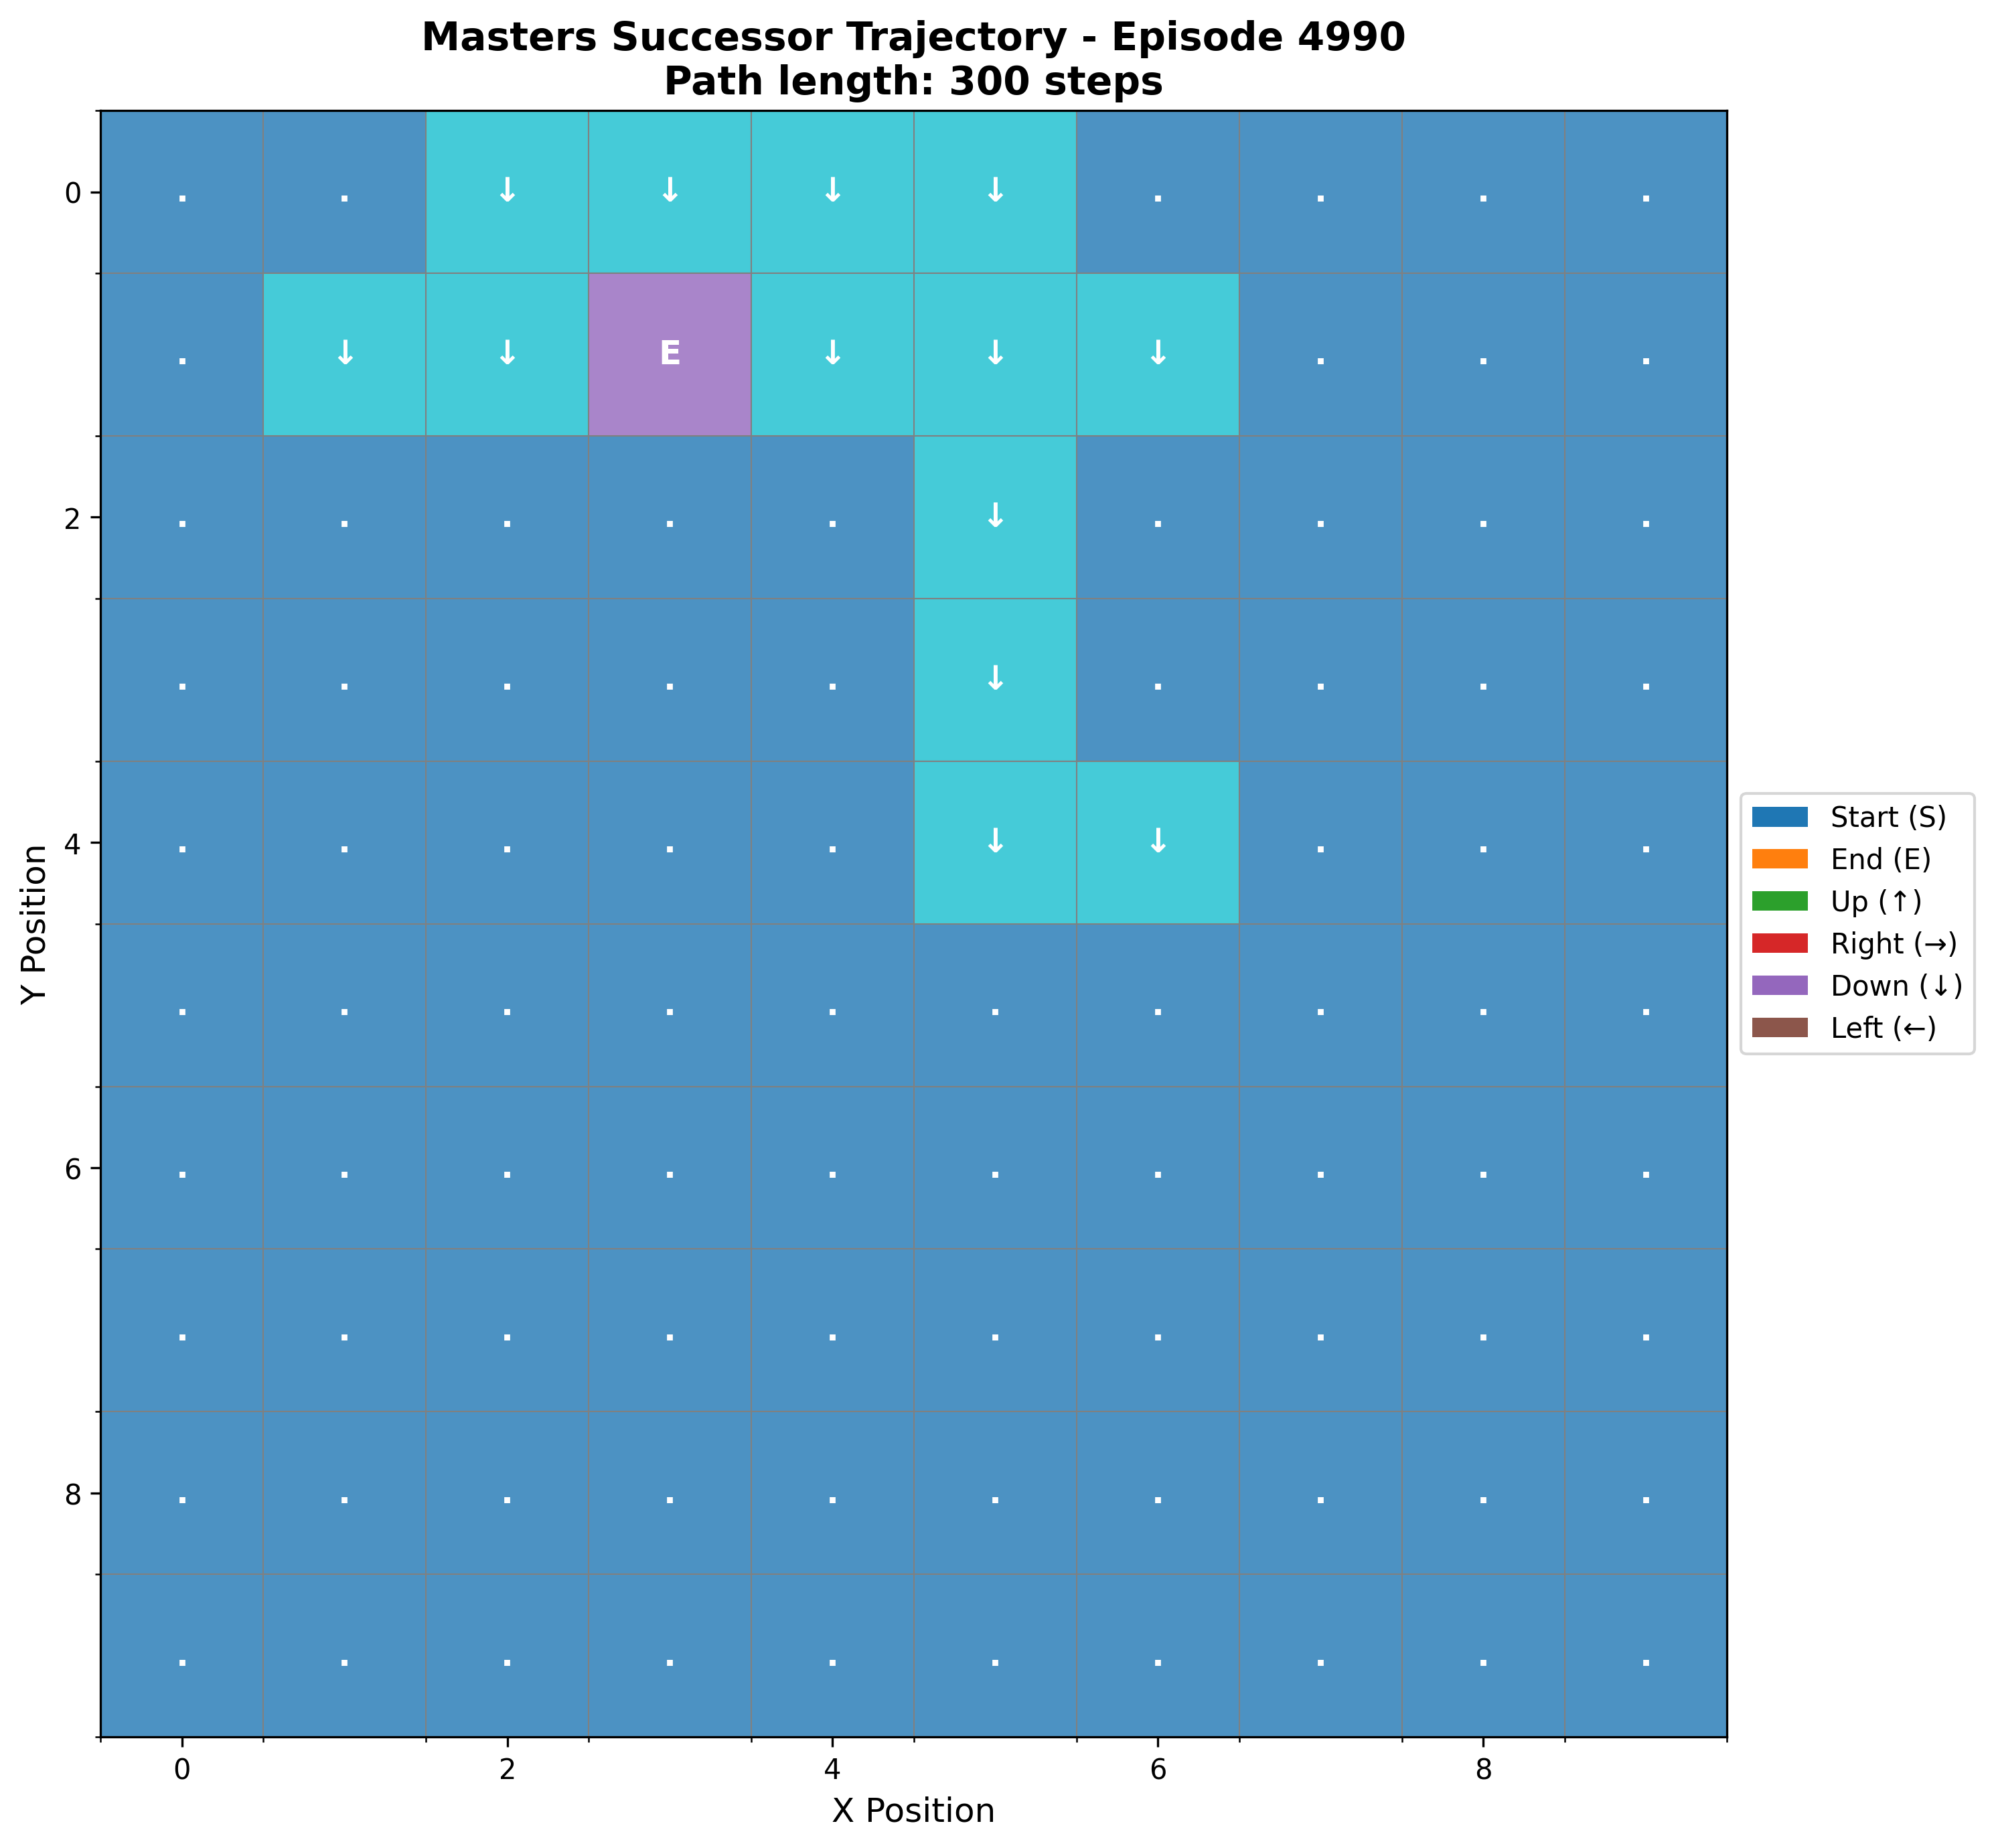 Masters Successor Trajectory - Episode 4990
Path length: 300 steps
0 . . ↓ ↓ ↓ ↓ . . . .
. ↓ ↓ E ↓ ↓ ↓ . . .
2 . . . . . ↓ . . . .
. . . . . ↓ . . . .
4 . . . . . ↓ ↓ . . .
. . . . . . . . . .
6 . . . . . . . . . .
. . . . . . . . . .
8 . . . . . . . . . .
. . . . . . . . . .
0 2 4 6 8
X Position
Y Position
Start (S)
End (E)
Up (↑)
Right (→)
Down (↓)
Left (←)